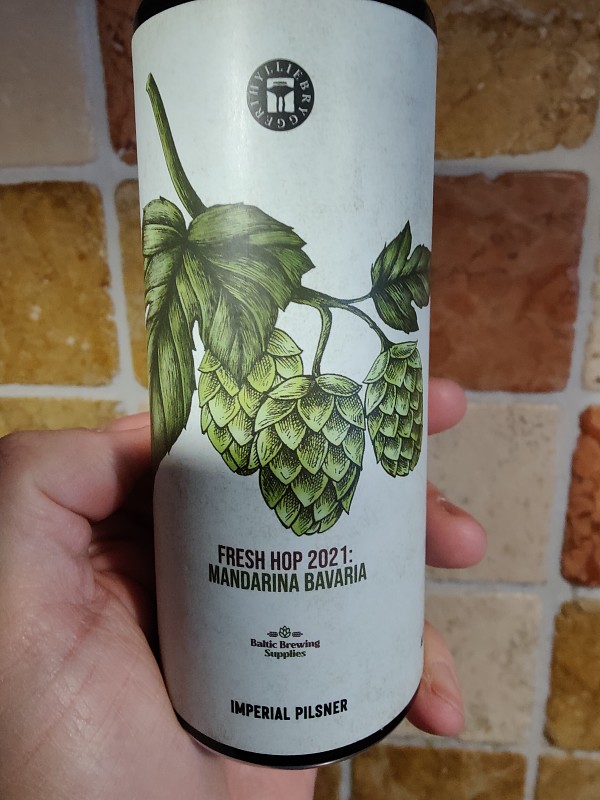 HYLLIEBRYGGERI
FRESH HOP 2021:
MANDARINA BAVARIA
Baltic Brewing
Supplies
IMPERIAL PILSNER